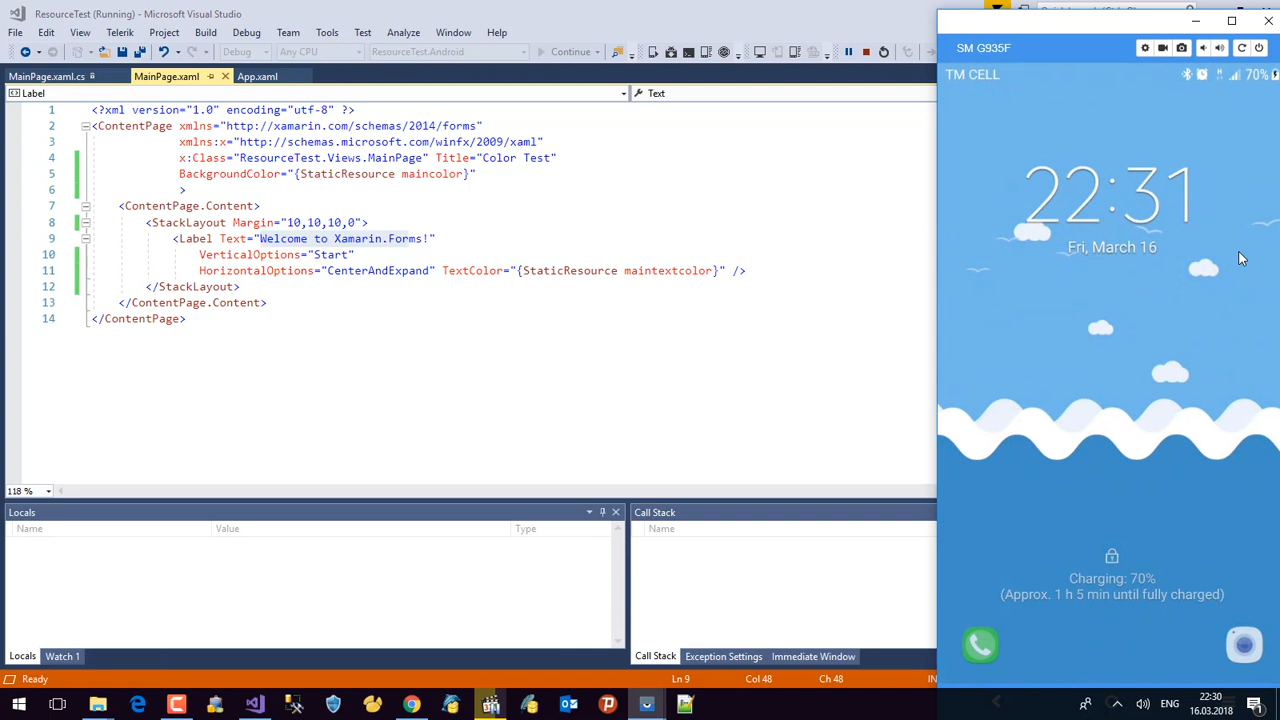 ResourceTest (Running) - Microsoft Visual Studio
File Edit View Telerik Project Build Debug Team Tools Test Analyze Window Help
Debug Any CPU ResourceTest.Android Continue
MainPage.xaml.cs MainPage.xaml App.xaml
Label Text
1 <?xml version="1.0" encoding="utf-8" ?>
2 <ContentPage xmlns="http://xamarin.com/schemas/2014/forms"
3 xmlns:x="http://schemas.microsoft.com/winfx/2009/xaml"
4 x:Class="ResourceTest.Views.MainPage" Title="Color Test"
5 BackgroundColor="{StaticResource maincolor}"
6 >
7 <ContentPage.Content>
8 <StackLayout Margin="10,10,10,0">
9 <Label Text="Welcome to Xamarin.Forms!"
10 VerticalOptions="Start"
11 HorizontalOptions="CenterAndExpand" TextColor="{StaticResource maintextcolor}" />
12 </StackLayout>
13 </ContentPage.Content>
14 </ContentPage>
118 %
Locals
Name Value Type
Call Stack
Name
Locals Watch 1
Call Stack Exception Settings Immediate Window
Ready Ln 9 Col 48 Ch 48 IN
SM G935F
TM CELL 70%
22:31
Fri, March 16
Charging: 70%
(Approx. 1 h 5 min until fully charged)
ENG
22:30
16.03.2018